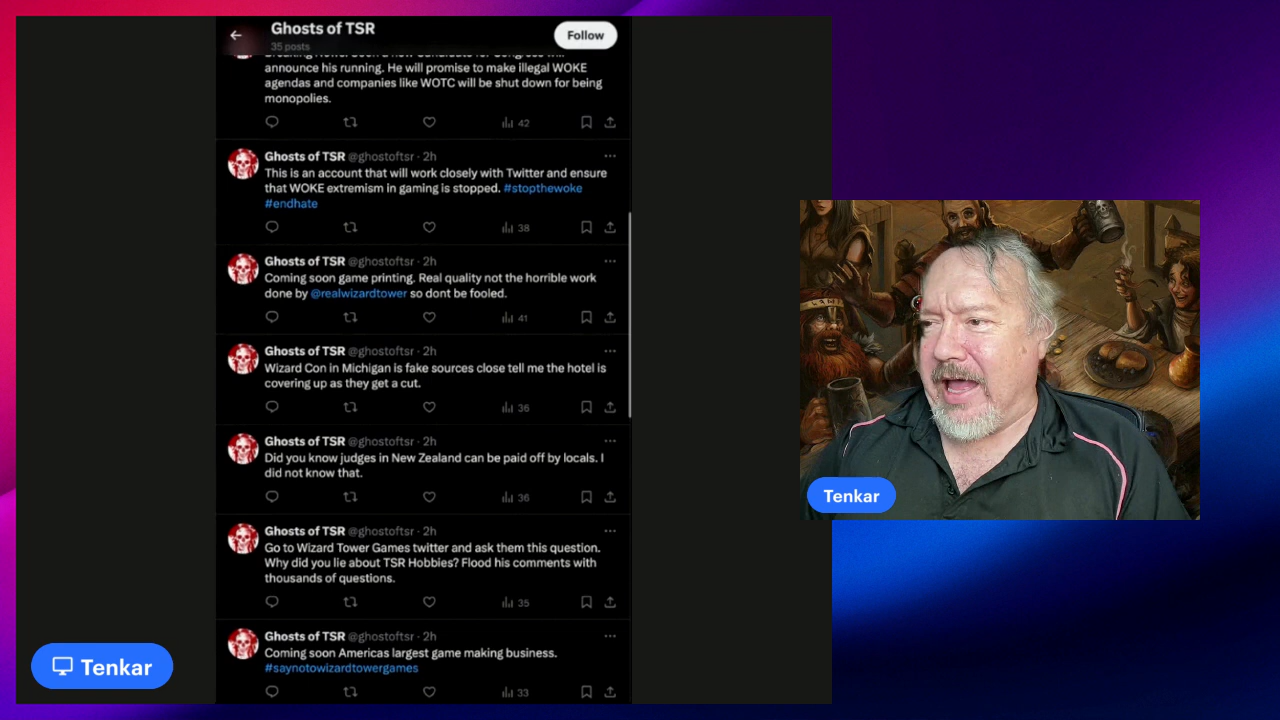 Ghosts of TSR
35 posts
Follow
announce his running. He will promise to make illegal WOKE
agendas and companies like WOTC will be shut down for being
monopolies.
42
Ghosts of TSR @ghostoftsr · 2h
This is an account that will work closely with Twitter and ensure
that WOKE extremism in gaming is stopped. #stopthewoke
#endhate
38
Ghosts of TSR @ghostoftsr · 2h
Coming soon game printing. Real quality not the horrible work
done by @realwizardtower so dont be fooled.
41
Ghosts of TSR @ghostoftsr · 2h
Wizard Con in Michigan is fake sources close tell me the hotel is
covering up as they get a cut.
36
Ghosts of TSR @ghostoftsr · 2h
Did you know judges in New Zealand can be paid off by locals. I
did not know that.
36
Ghosts of TSR @ghostoftsr · 2h
Go to Wizard Tower Games twitter and ask them this question.
Why did you lie about TSR Hobbies? Flood his comments with
thousands of questions.
35
Ghosts of TSR @ghostoftsr · 2h
Coming soon Americas largest game making business.
#saynotowizardtowergames
33
Tenkar
Tenkar